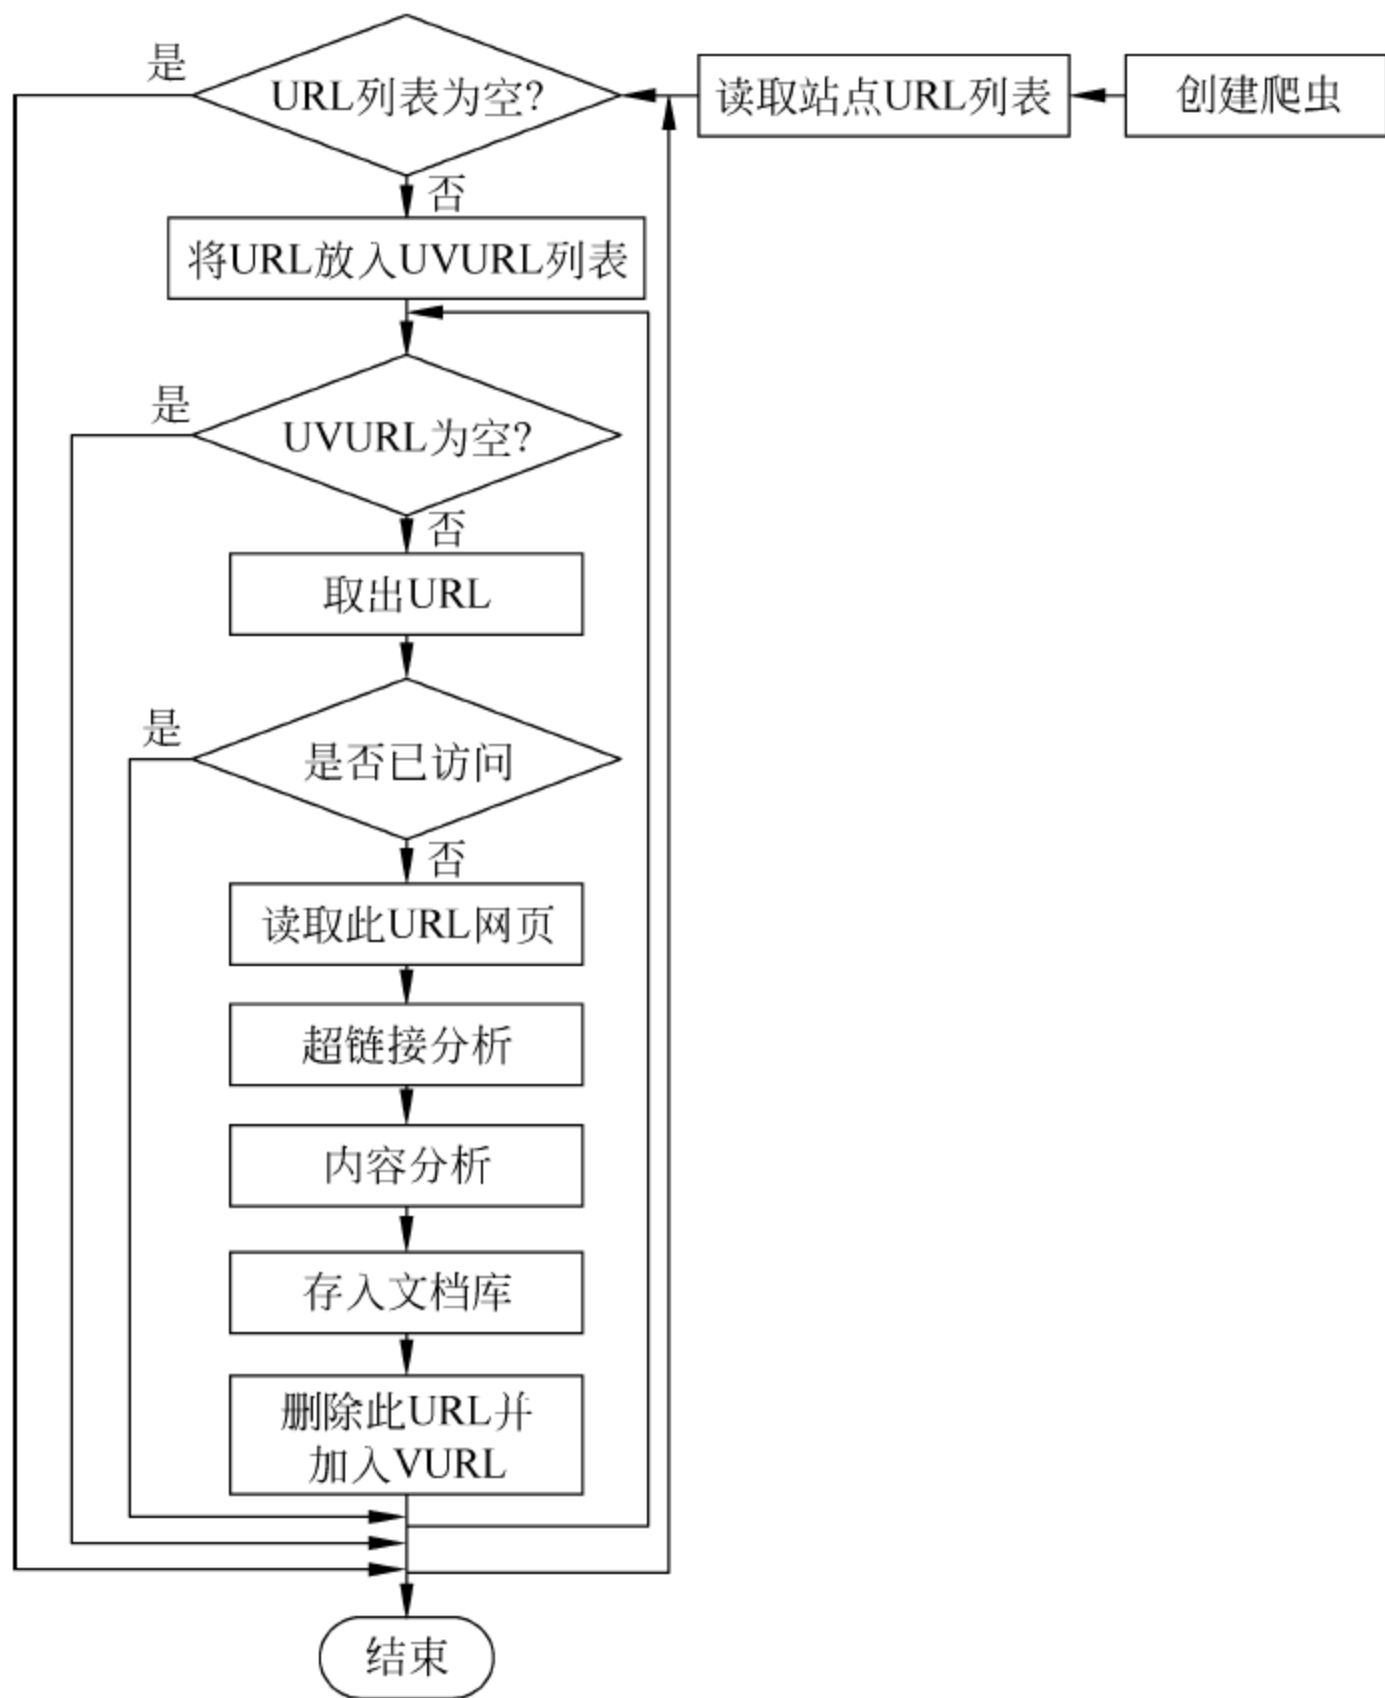 创建爬虫
读取站点URL列表
URL列表为空?
是
否
将URL放入UVURL列表
UVURL为空?
是
否
取出URL
是否已访问
是
否
读取此URL网页
超链接分析
内容分析
存入文档库
删除此URL并
加入VURL
结束